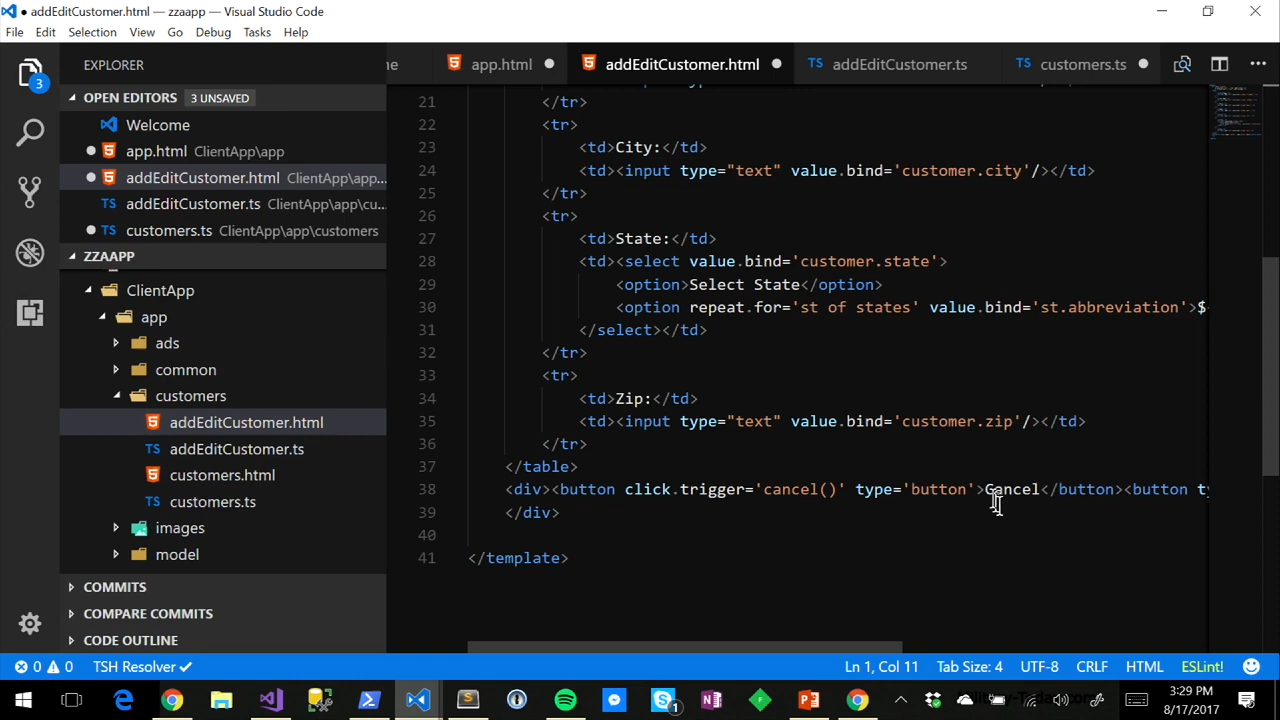 addEditCustomer.html — zzaapp — Visual Studio Code
File Edit Selection View Go Debug Tasks Help
EXPLORER
me app.html addEditCustomer.html TS addEditCustomer.ts TS customers.ts
3
OPEN EDITORS 3 UNSAVED
Welcome
app.html ClientApp\app
addEditCustomer.html ClientApp\app...
TS addEditCustomer.ts ClientApp\app\cu...
TS customers.ts ClientApp\app\customers
ZZAAPP
ClientApp
app
ads
common
customers
addEditCustomer.html
TS addEditCustomer.ts
customers.html
TS customers.ts
images
model
COMMITS
COMPARE COMMITS
CODE OUTLINE
21 </tr>
22 <tr>
23 <td>City:</td>
24 <td><input type="text" value.bind='customer.city'/></td>
25 </tr>
26 <tr>
27 <td>State:</td>
28 <td><select value.bind='customer.state'>
29 <option>Select State</option>
30 <option repeat.for='st of states' value.bind='st.abbreviation'>$
31 </select></td>
32 </tr>
33 <tr>
34 <td>Zip:</td>
35 <td><input type="text" value.bind='customer.zip'/></td>
36 </tr>
37 </table>
38 <div><button click.trigger='cancel()' type='button'>Cancel</button><button ty
39 </div>
40
41 </template>
0 0 TSH Resolver Ln 1, Col 11 Tab Size: 4 UTF-8 CRLF HTML ESLint!
3:29 PM
8/17/2017